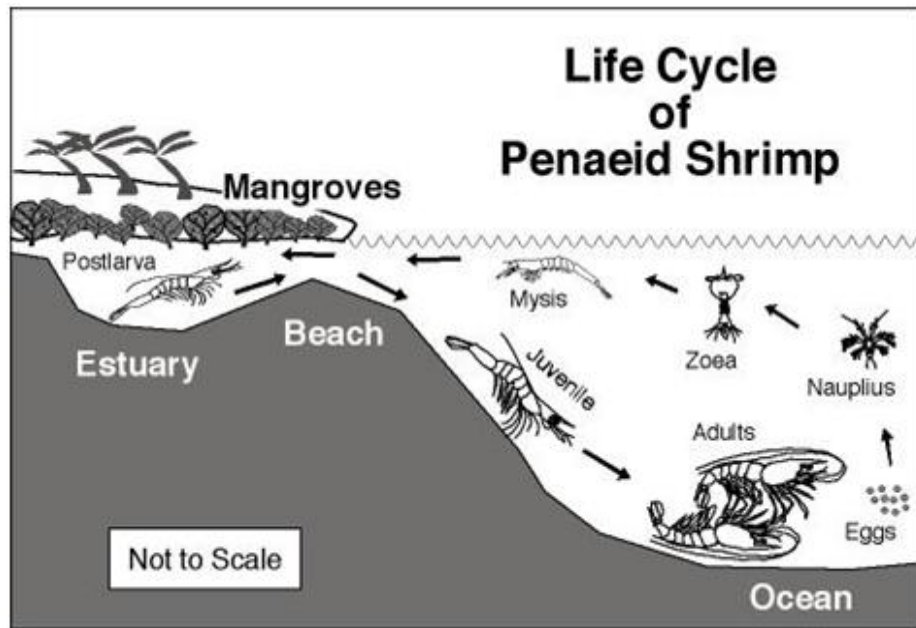 Life Cycle
of
Penaeid Shrimp
Mangroves
Postlarva
Mysis
Zoea
Nauplius
Beach
Estuary
Juvenile
Adults
Eggs
Not to Scale
Ocean